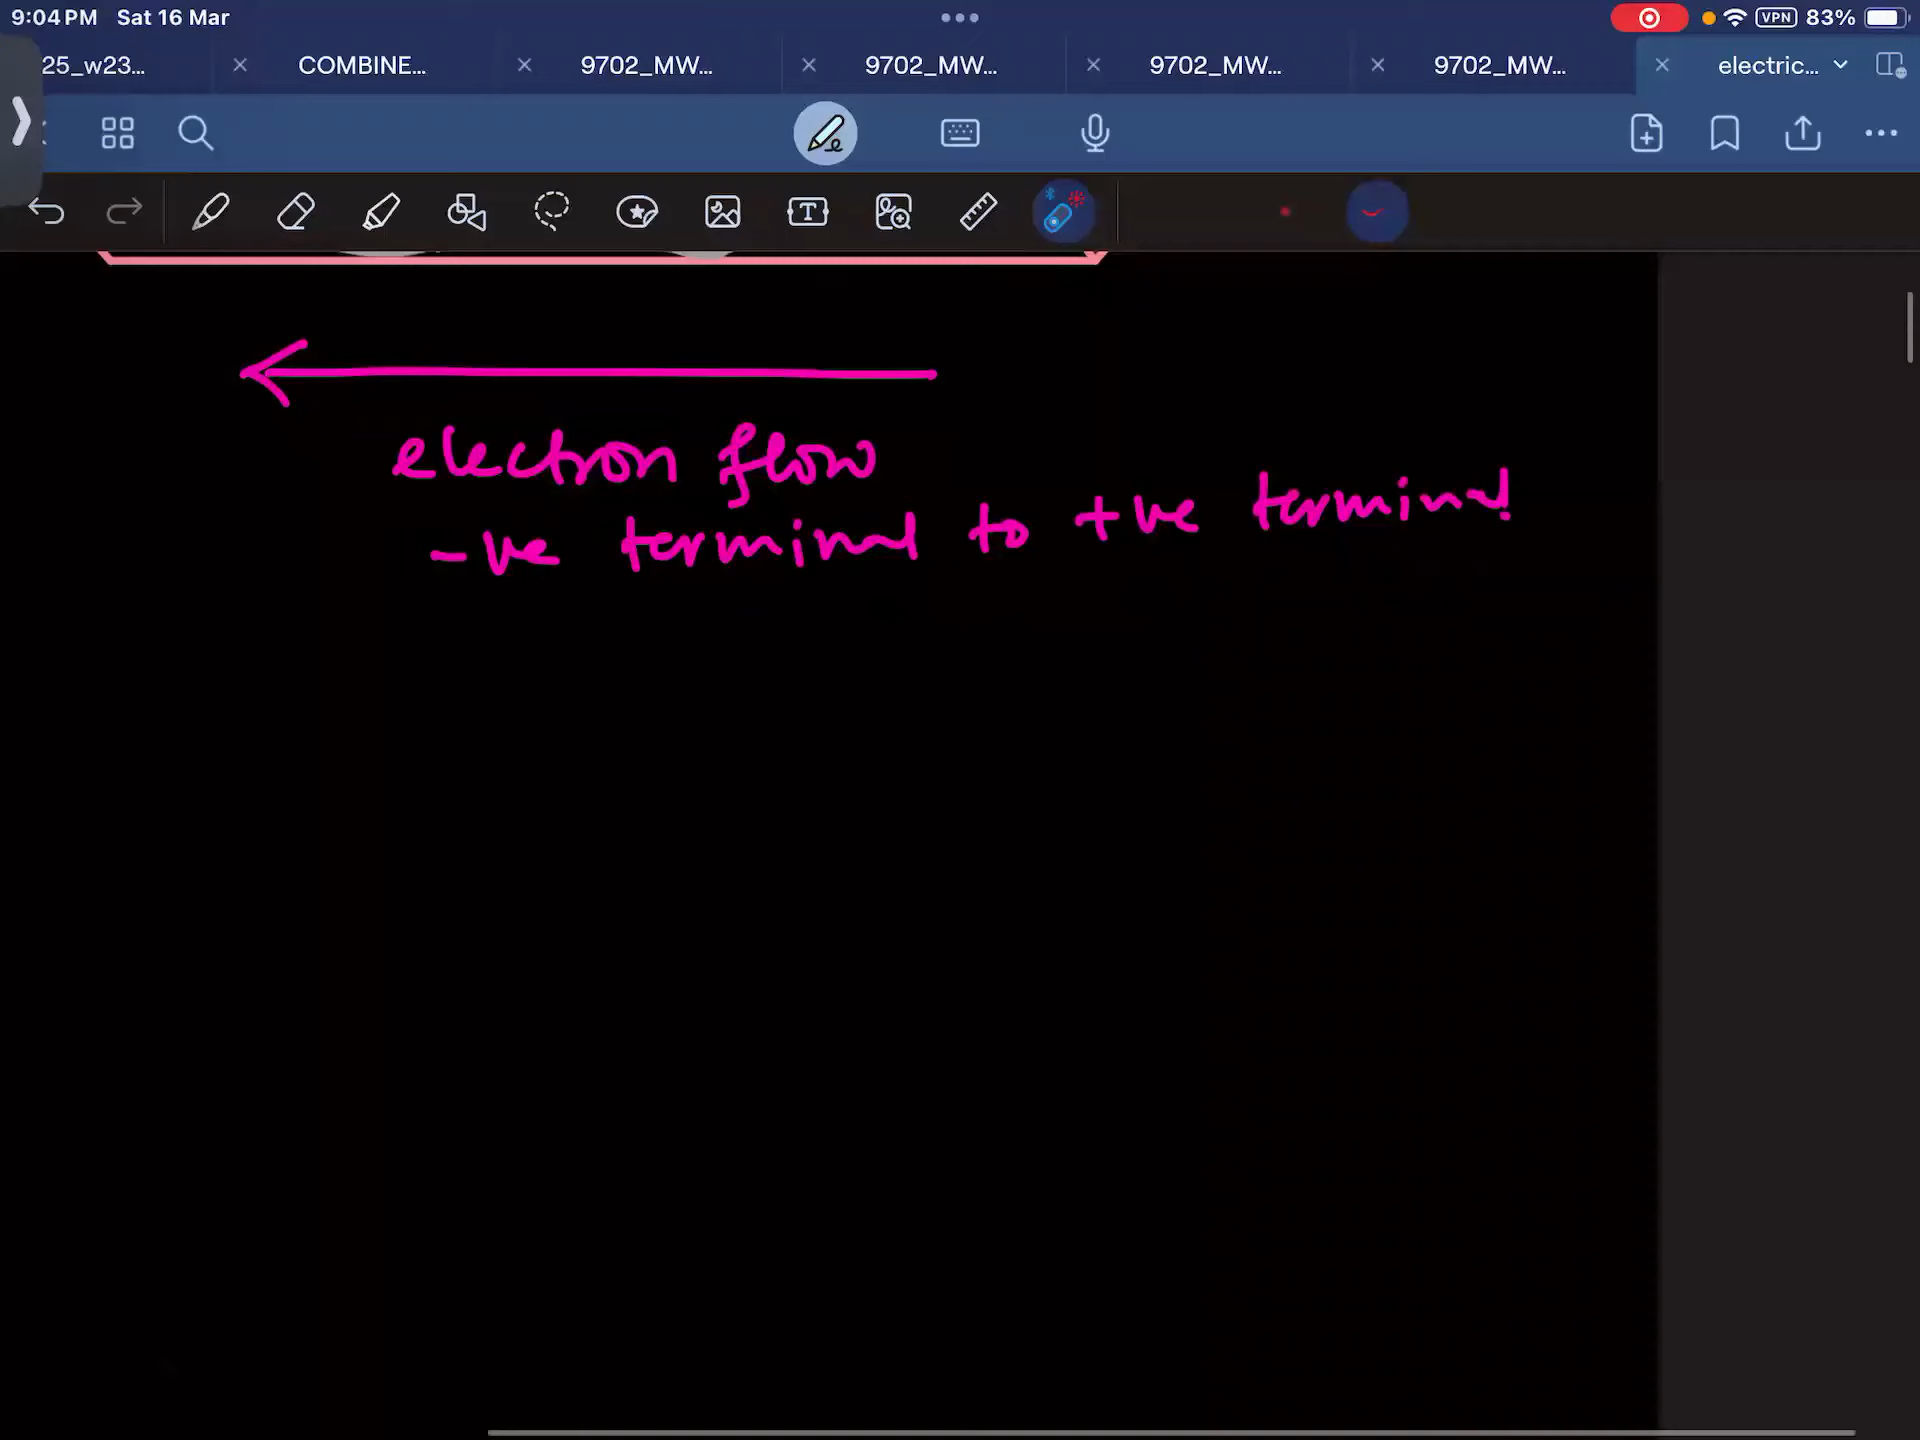 9:04 PM Sat 16 Mar
VPN 83%
25_w23... COMBINE... 9702_MW... 9702_MW... 9702_MW... 9702_MW... electric...
electron flow
-ve terminal to +ve terminal